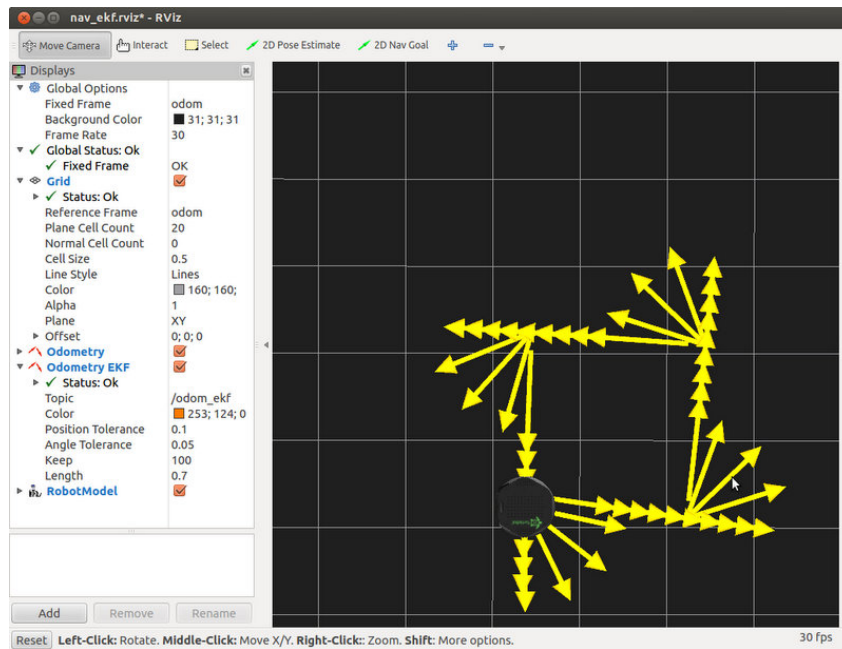 nav_ekf.rviz* - RViz
Move Camera Interact Select 2D Pose Estimate 2D Nav Goal
Displays
Global Options
Fixed Frame odom
Background Color 31; 31; 31
Frame Rate 30
Global Status: Ok
Fixed Frame OK
Grid
Status: Ok
Reference Frame odom
Plane Cell Count 20
Normal Cell Count 0
Cell Size 0.5
Line Style Lines
Color 160; 160;
Alpha 1
Plane XY
Offset 0; 0; 0
Odometry
Odometry EKF
Status: Ok
Topic /odom_ekf
Color 253; 124; 0
Position Tolerance 0.1
Angle Tolerance 0.05
Keep 100
Length 0.7
RobotModel
Add Remove Rename
Reset Left-Click: Rotate. Middle-Click: Move X/Y. Right-Click:: Zoom. Shift: More options. 30 fps